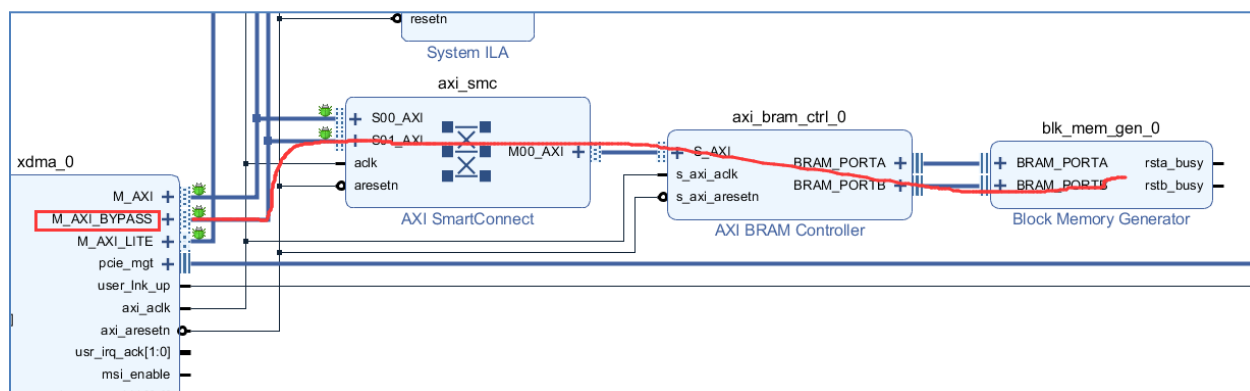 resetn
System ILA
axi_smc
S00_AXI
S01_AXI
aclk
aresetn
M00_AXI
AXI SmartConnect
axi_bram_ctrl_0
S_AXI
s_axi_aclk
s_axi_aresetn
BRAM_PORTA
BRAM_PORTB
AXI BRAM Controller
blk_mem_gen_0
BRAM_PORTA
BRAM_PORTB
rsta_busy
rstb_busy
Block Memory Generator
xdma_0
M_AXI
M_AXI_BYPASS
M_AXI_LITE
pcie_mgt
user_lnk_up
axi_aclk
axi_aresetn
usr_irq_ack[1:0]
msi_enable